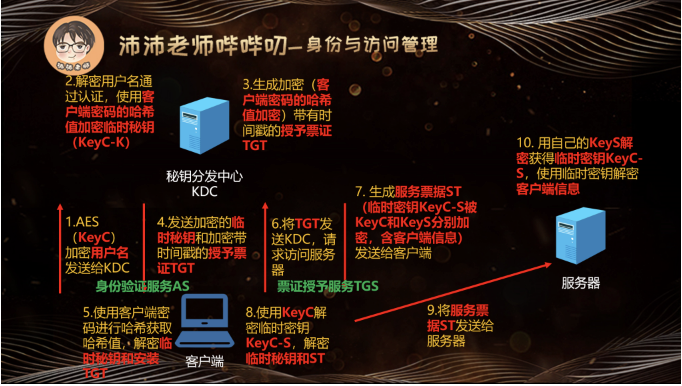 沛沛老师哔哔叨—身份与访问管理
沛沛老师
2.解密用户名通
过认证，使用客
户端密码的哈希
值加密临时秘钥
（KeyC-K）
3.生成加密（客
户端密码的哈希
值加密）带有时
间戳的授予票证
TGT
秘钥分发中心
KDC
10. 用自己的KeyS解
密获得临时密钥KeyC-
S，使用临时密钥解密
客户端信息
1.AES
（KeyC）
加密用户名
发送给KDC
4.发送加密的临
时秘钥和加密带
时间戳的授予票
证TGT
6.将TGT发
送KDC，请
求访问服务
器
7. 生成服务票据ST
（临时密钥KeyC-S被
KeyC和KeyS分别加
密，含客户端信息）
发送给客户端
身份验证服务AS
票证授予服务TGS
服务器
5.使用客户端密
码进行哈希获取
哈希值，解密临
时秘钥和安装
TGT
客户端
8.使用KeyC解
密临时密钥
KeyC-S，解密
临时秘钥和ST
9.将服务票
据ST发送给
服务器